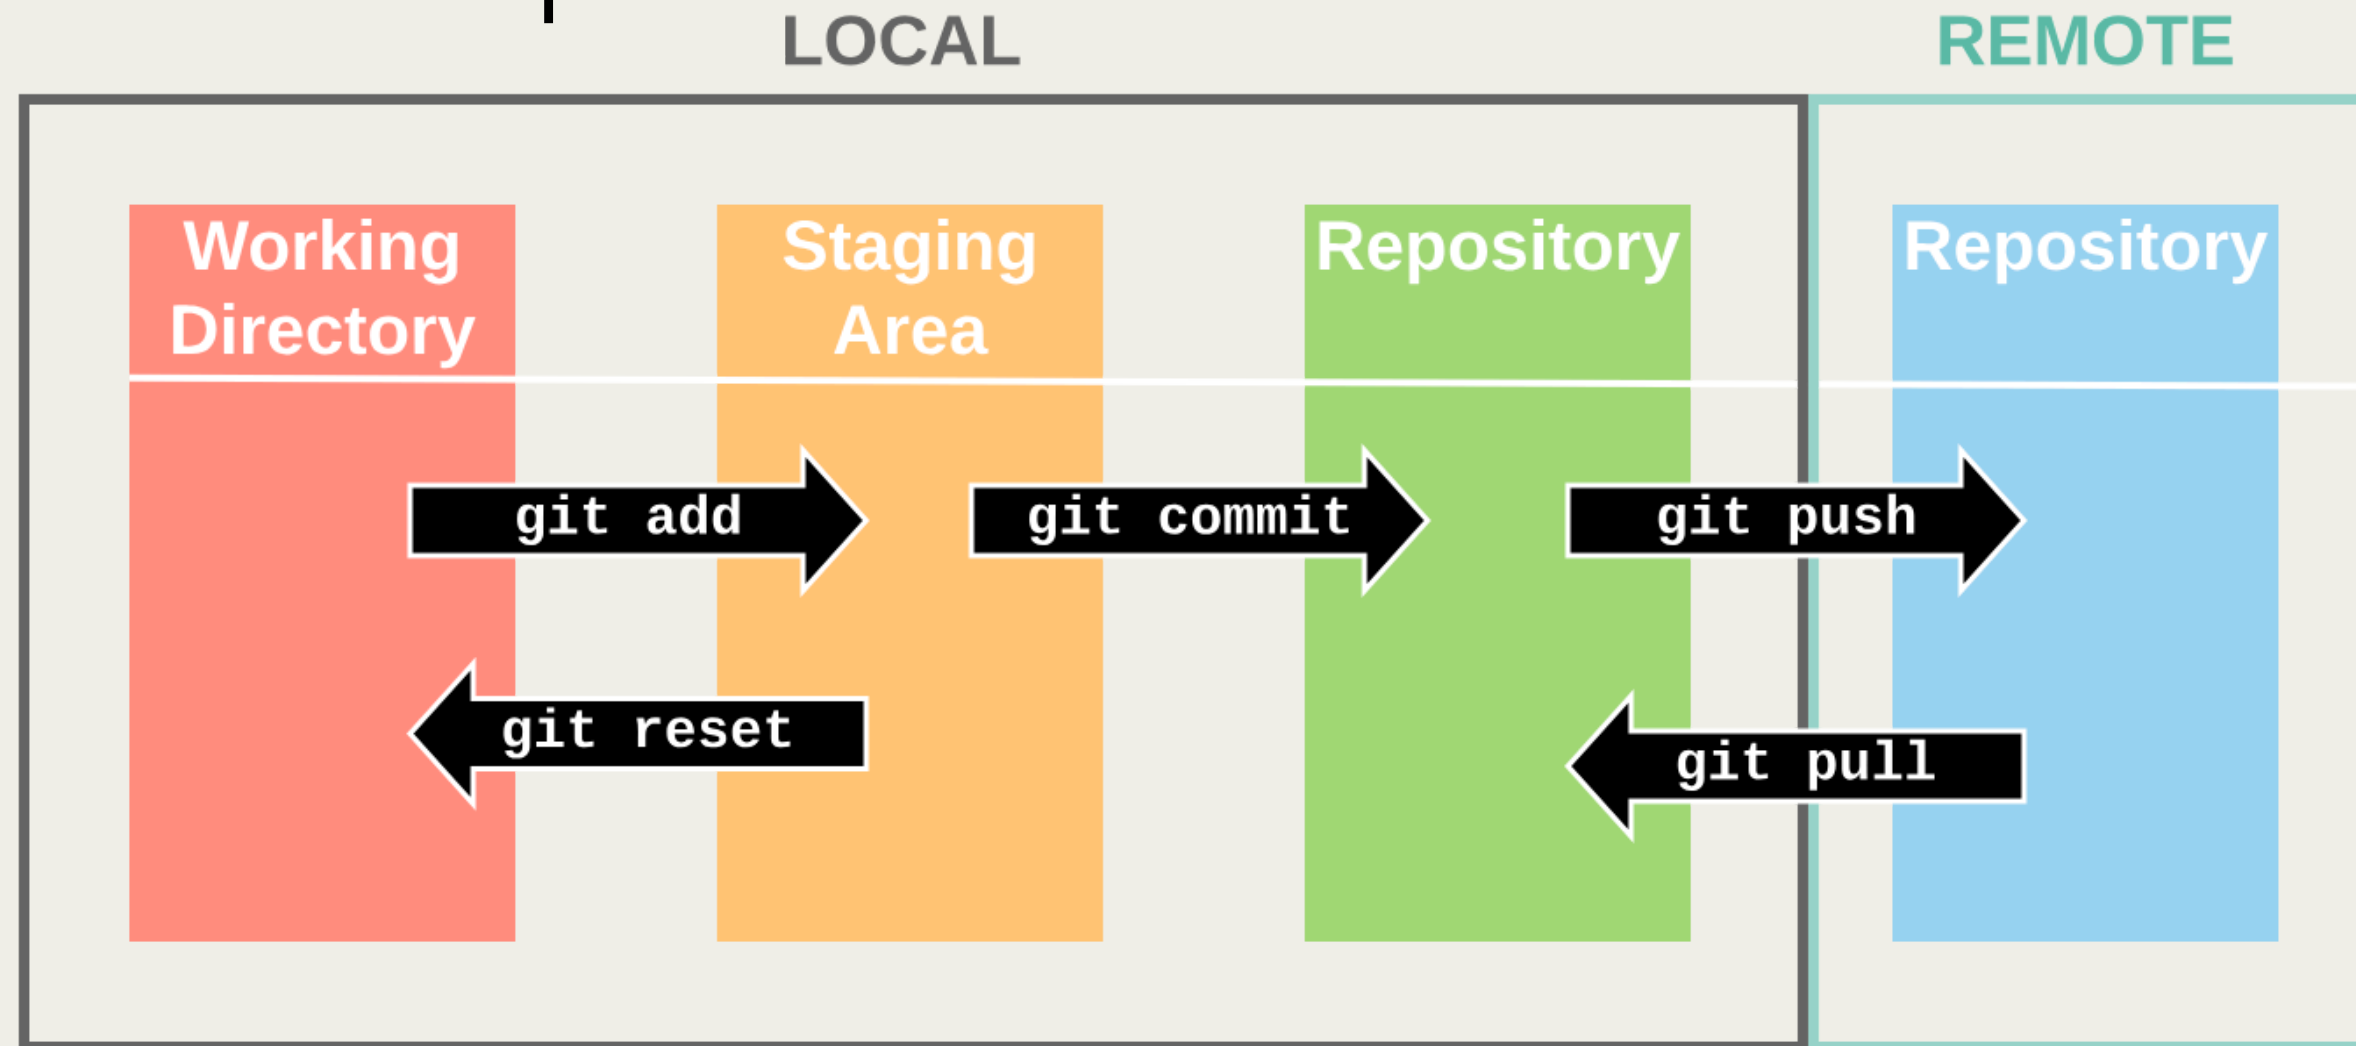 LOCAL
REMOTE
Working
Directory
Staging
Area
Repository
Repository
git add
git commit
git push
git reset
git pull